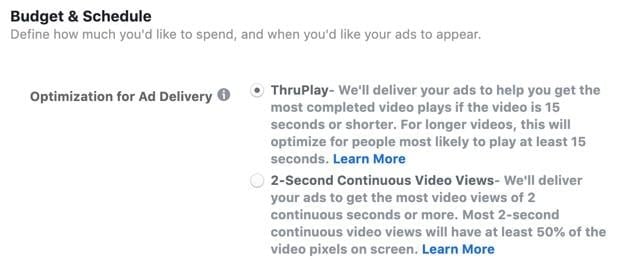 Budget & Schedule
Define how much you'd like to spend, and when you'd like your ads to appear.
Optimization for Ad Delivery
ThruPlay- We'll deliver your ads to help you get the
most completed video plays if the video is 15
seconds or shorter. For longer videos, this will
optimize for people most likely to play at least 15
seconds. Learn More
2-Second Continuous Video Views- We'll deliver
your ads to get the most video views of 2
continuous seconds or more. Most 2-second
continuous video views will have at least 50% of the
video pixels on screen. Learn More